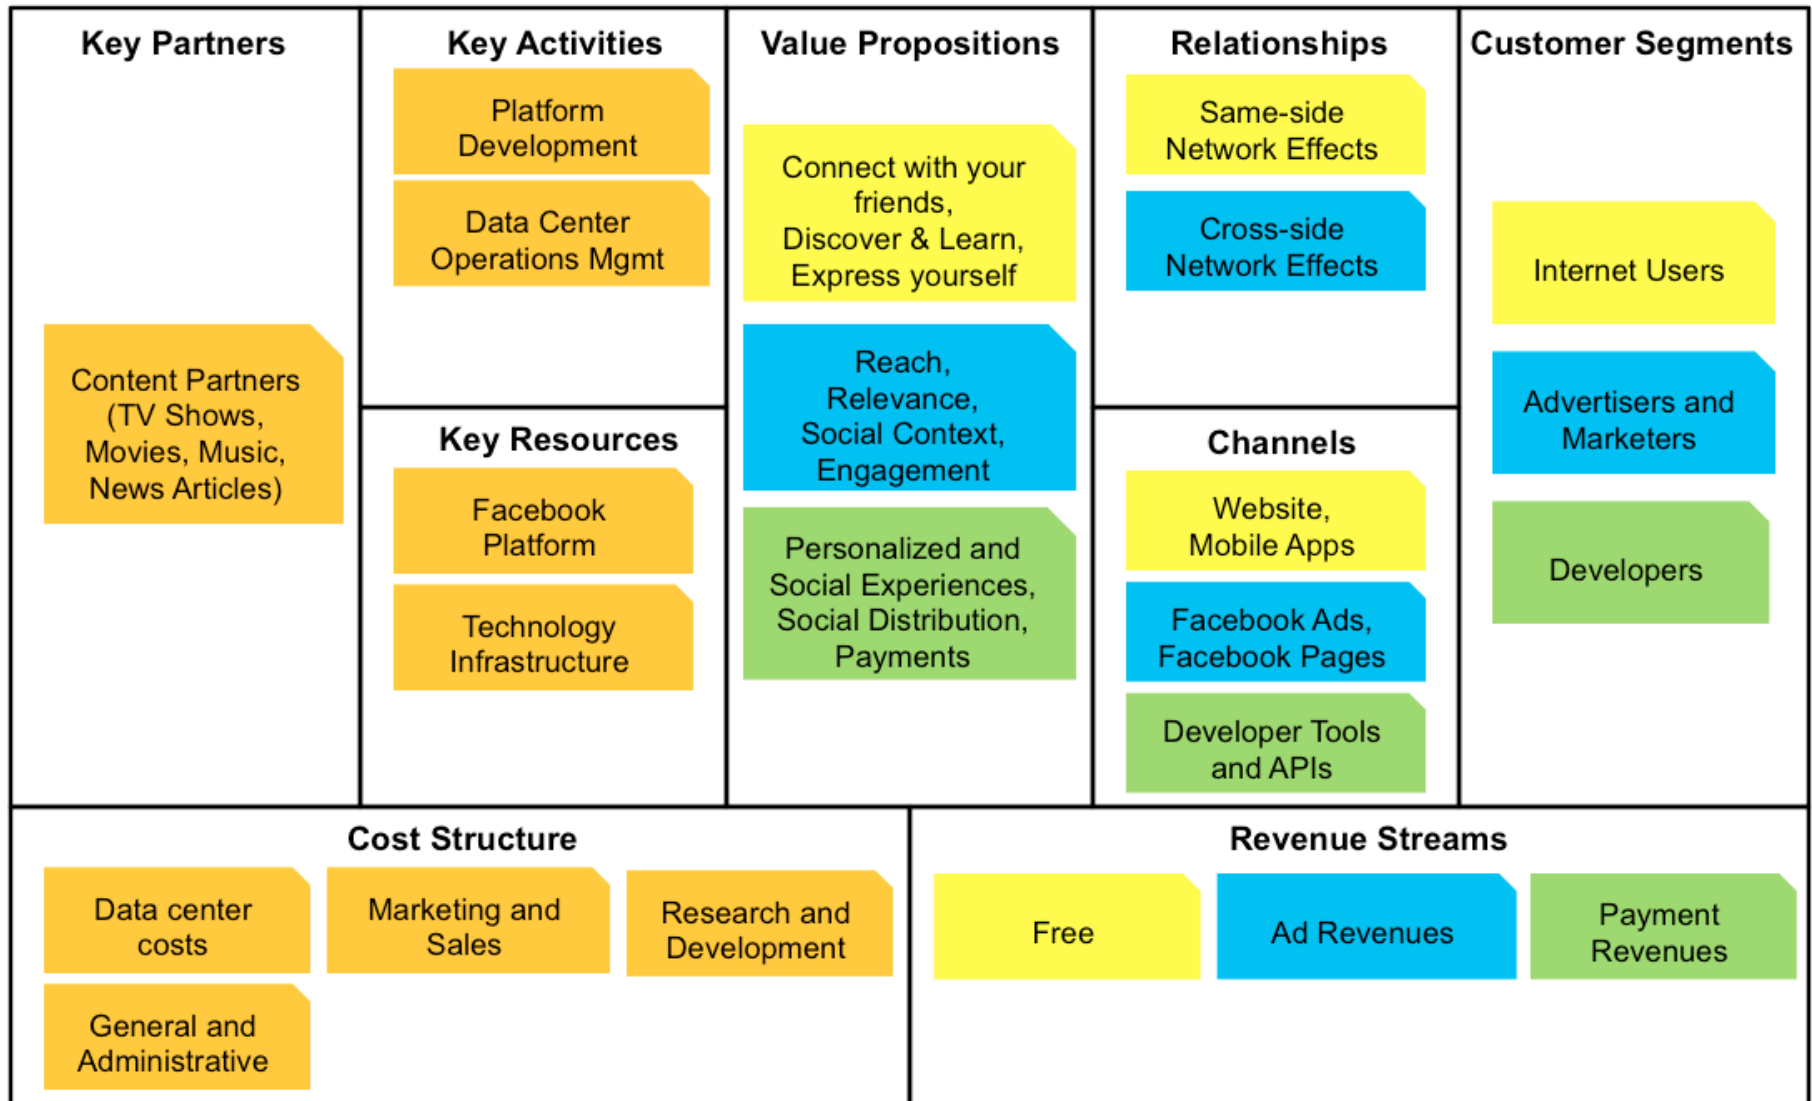 Key Partners
Content Partners
(TV Shows,
Movies, Music,
News Articles)
Key Activities
Platform
Development
Data Center
Operations Mgmt
Key Resources
Facebook
Platform
Technology
Infrastructure
Value Propositions
Connect with your
friends,
Discover & Learn,
Express yourself
Reach,
Relevance,
Social Context,
Engagement
Personalized and
Social Experiences,
Social Distribution,
Payments
Relationships
Same-side
Network Effects
Cross-side
Network Effects
Channels
Website,
Mobile Apps
Facebook Ads,
Facebook Pages
Developer Tools
and APIs
Customer Segments
Internet Users
Advertisers and
Marketers
Developers
Cost Structure
Data center
costs
Marketing and
Sales
Research and
Development
General and
Administrative
Revenue Streams
Free
Ad Revenues
Payment
Revenues